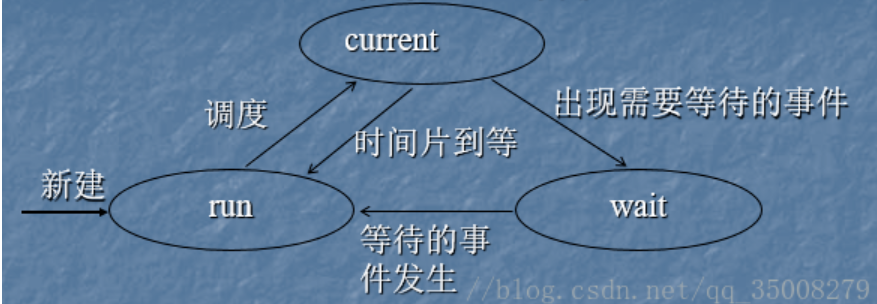 current
调度
出现需要等待的事件
时间片到等
新建
run
wait
等待的事
件发生
//blog.csdn.net/qq_35008279